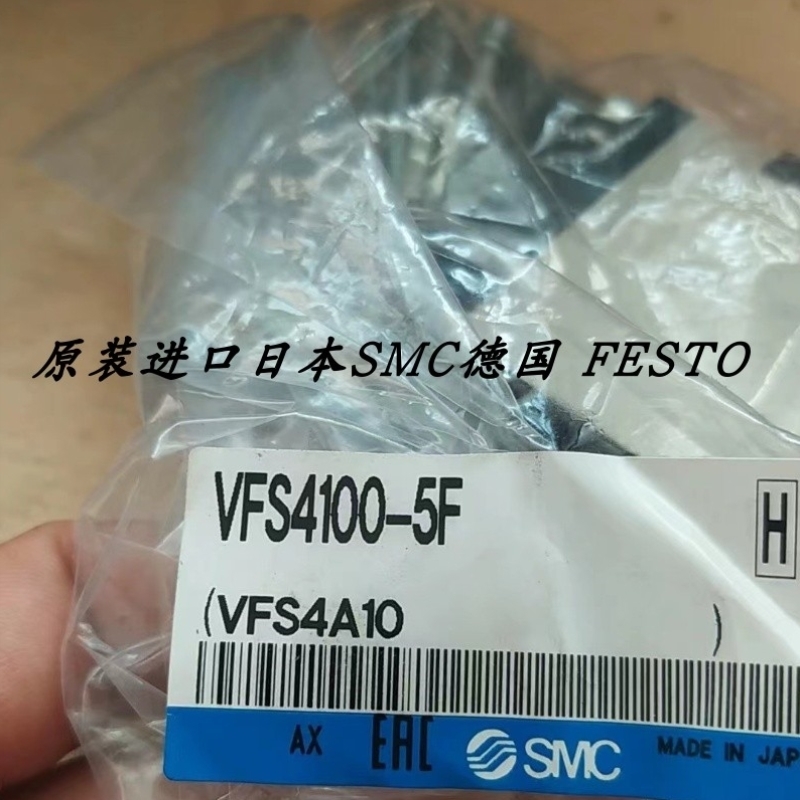 原装进口日本SMC德国 FESTO
VFS4100-5F
H
(VFS4A10 )
AX EAC SMC MADE IN JAP